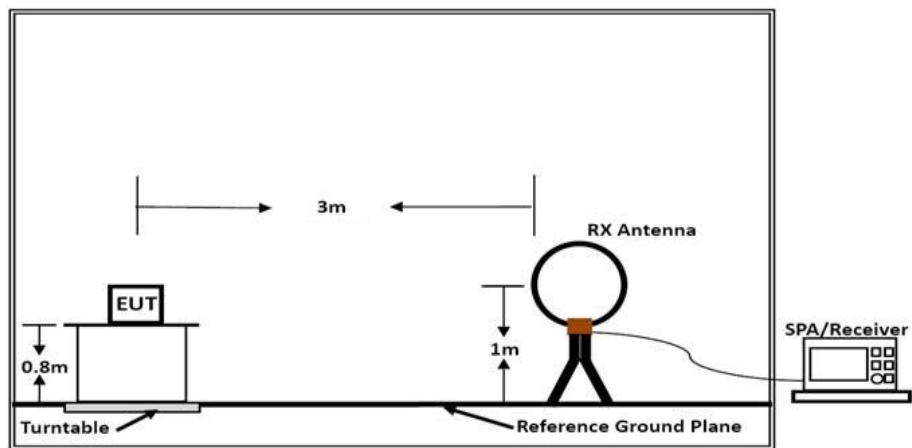 3m
RX Antenna
EUT
SPA/Receiver
0.8m
1m
Turntable
Reference Ground Plane